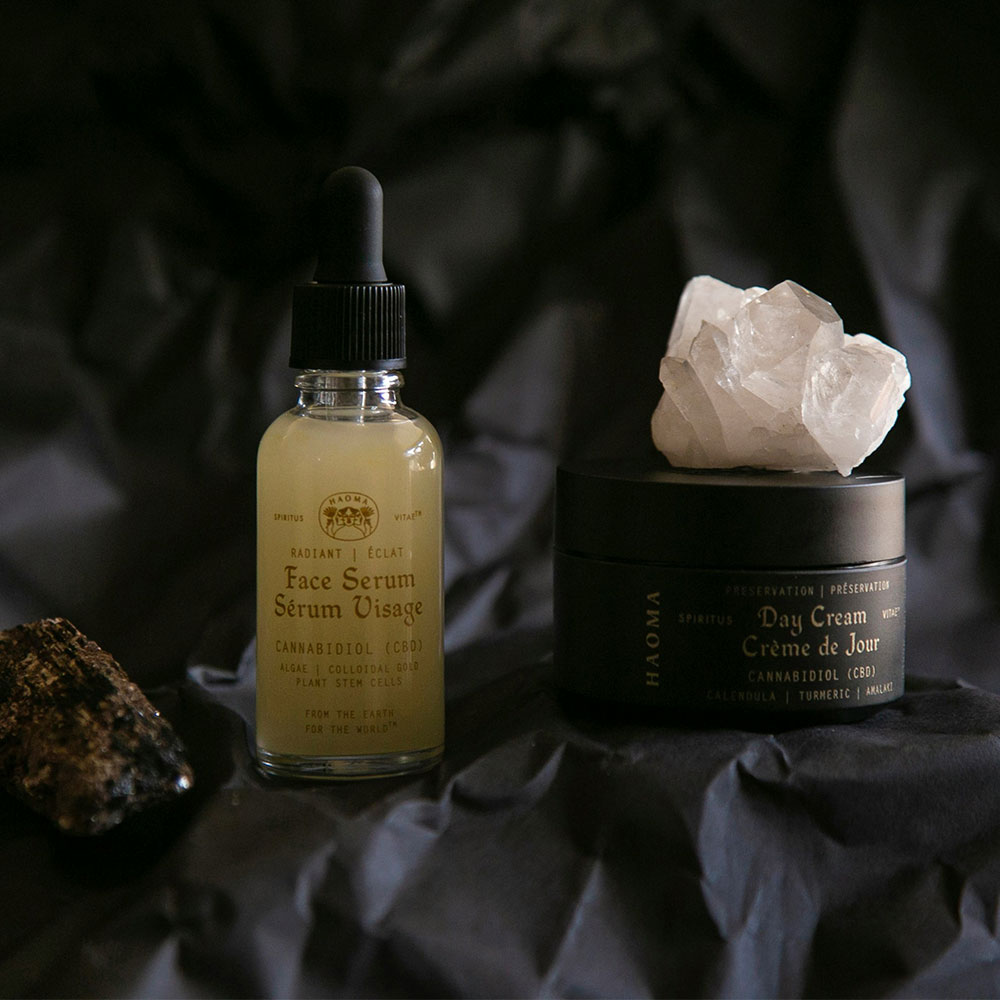 HAOMA
SPIRITUS VITAE™
RADIANT | ÉCLAT
Face Serum
Sérum Visage
CANNABIDIOL (CBD)
ALGAE | COLLOIDAL GOLD
PLANT STEM CELLS
FROM THE EARTH
FOR THE WORLD™
HAOMA
PRESERVATION | PRÉSERVATION
SPIRITUS VITAE™
Day Cream
Crème de Jour
CANNABIDIOL (CBD)
CALENDULA | TURMERIC | AMALAKI